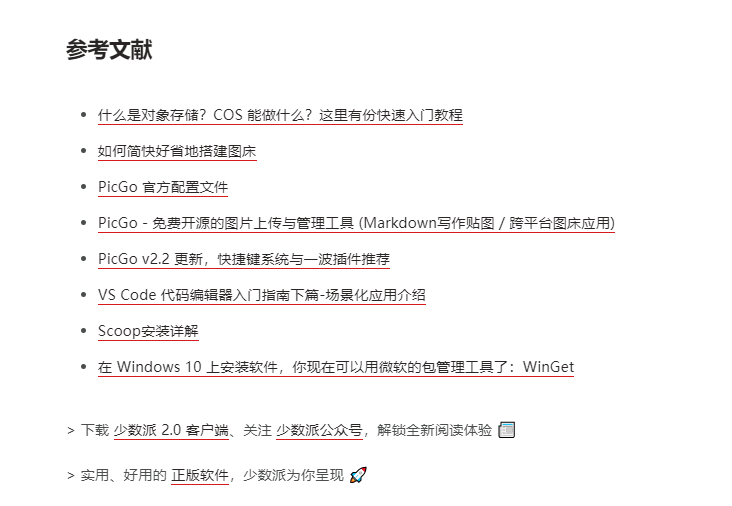 参考文献
什么是对象存储？COS 能做什么？这里有份快速入门教程
如何简快好省地搭建图床
PicGo 官方配置文件
PicGo - 免费开源的图片上传与管理工具 (Markdown写作贴图 / 跨平台图床应用)
PicGo v2.2 更新，快捷键系统与一波插件推荐
VS Code 代码编辑器入门指南下篇-场景化应用介绍
Scoop安装详解
在 Windows 10 上安装软件，你现在可以用微软的包管理工具了：WinGet
> 下载 少数派 2.0 客户端、关注 少数派公众号，解锁全新阅读体验 📰
> 实用、好用的 正版软件，少数派为你呈现 🚀